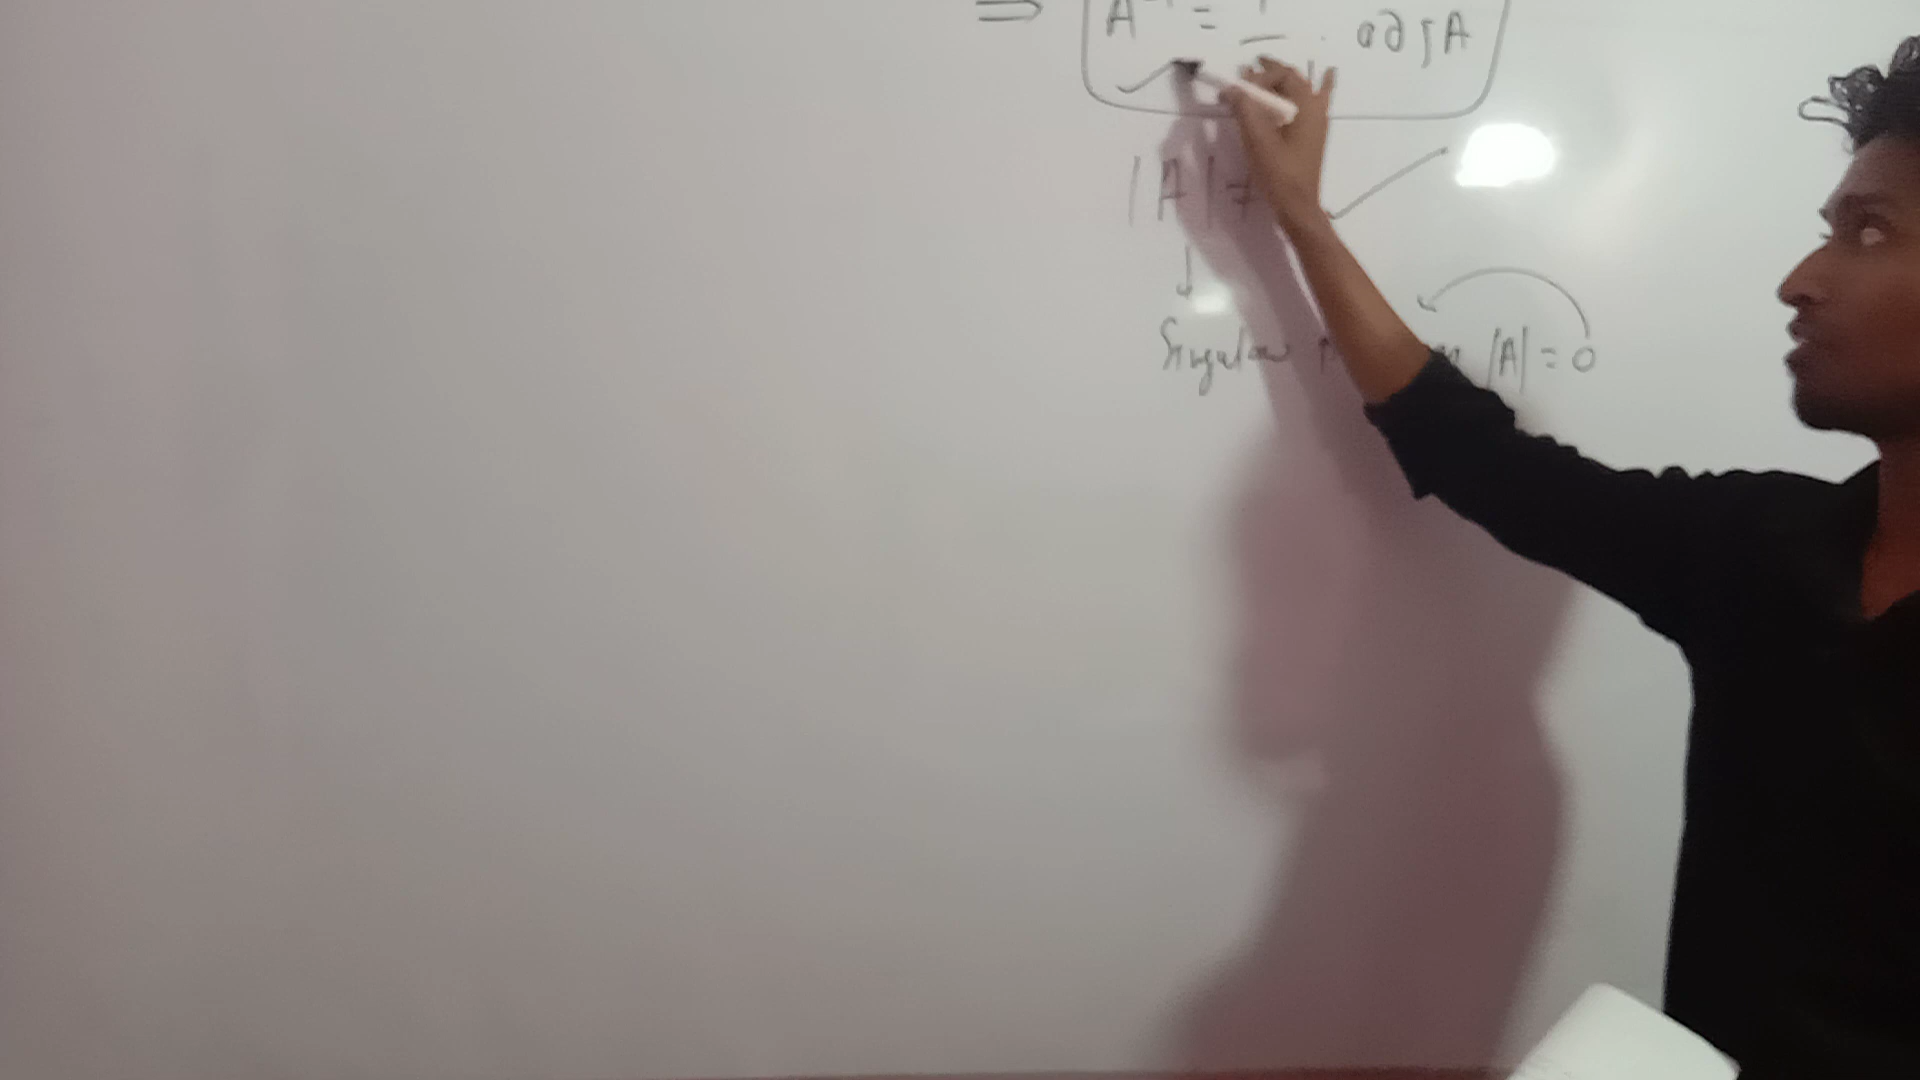 ⇒ A⁻¹ = 1/ . adjA
|A| ≠
↓
Singular |A| = 0